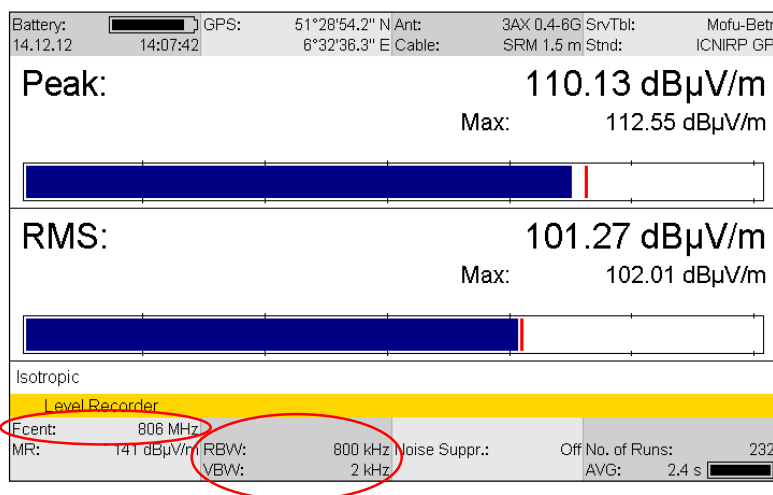 Battery: GPS: 51°28'54.2" N Ant: 3AX 0.4-6G SrvTbl: Mofu-Betr
14.12.12 14:07:42 6°32'36.3" E Cable: SRM 1.5 m Stnd: ICNIRP GP
Peak: 110.13 dBµV/m
Max: 112.55 dBµV/m
RMS: 101.27 dBµV/m
Max: 102.01 dBµV/m
Isotropic
Level Recorder
Fcent: 806 MHz
MR: 141 dBµV/m RBW: 800 kHz Noise Suppr.: Off No. of Runs: 232
VBW: 2 kHz AVG: 2.4 s